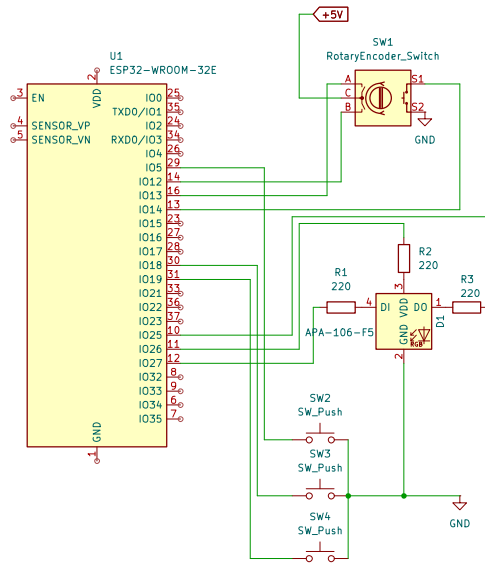 +5V
SW1
RotaryEncoder_Switch
U1
ESP32-WROOM-32E
A
C
B
S1
S2
GND
2
VDD
3 EN
4 SENSOR_VP
5 SENSOR_VN
IO0 25
TXD0/IO1 35
IO2 24
RXD0/IO3 34
IO4 26
IO5 29
IO12 14
IO13 16
IO14 13
IO15 23
IO16 27
IO17 28
IO18 30
IO19 31
IO21 33
IO22 36
IO23 37
IO25 10
IO26 11
IO27 12
IO32 8
IO33 9
IO34 6
IO35 7
GND
1
R2
220
R1
220
R3
220
3
4 DI VDD DO 1
GND
RGB
D1
APA-106-F5
2
SW2
SW_Push
SW3
SW_Push
GND
SW4
SW_Push